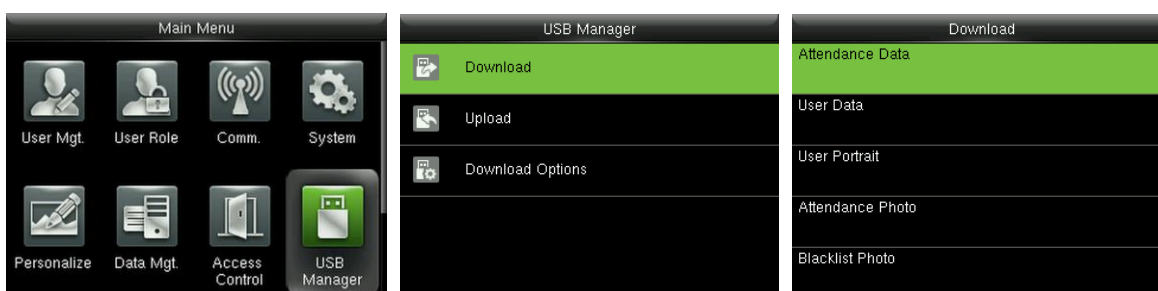 Main Menu
User Mgt.
User Role
Comm.
System
Personalize
Data Mgt.
Access
Control
USB
Manager
USB Manager
Download
Upload
Download Options
Download
Attendance Data
User Data
User Portrait
Attendance Photo
Blacklist Photo